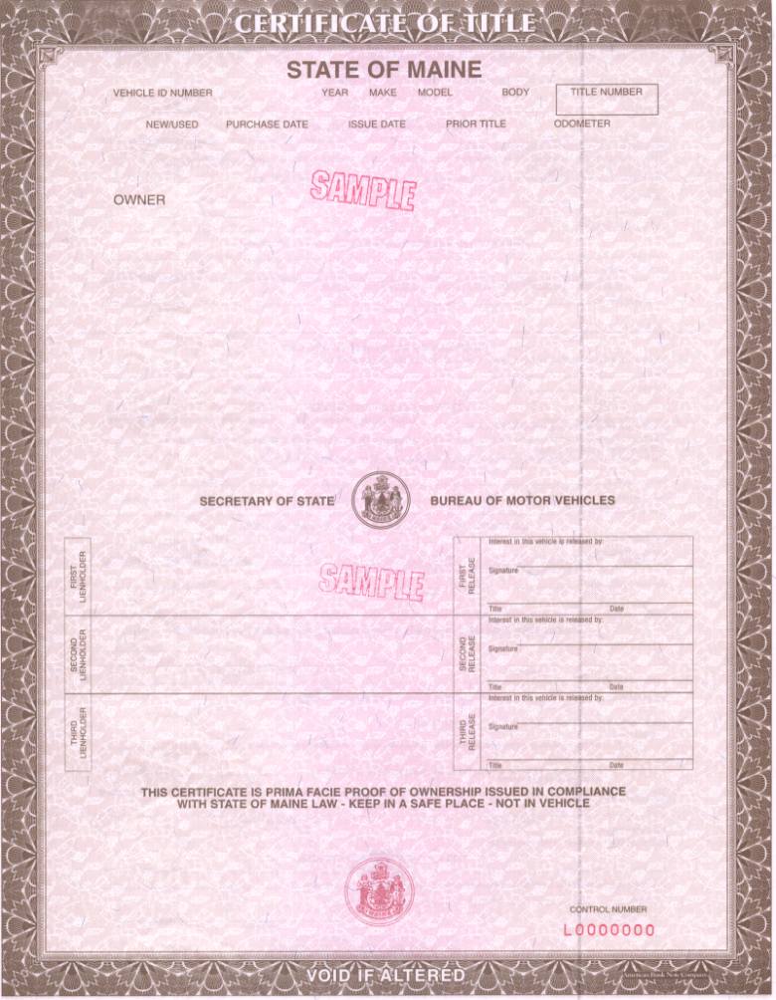 CERTIFICATE OF TITLE
STATE OF MAINE
VEHICLE ID NUMBER YEAR MAKE MODEL BODY TITLE NUMBER
NEW/USED PURCHASE DATE ISSUE DATE PRIOR TITLE ODOMETER
SAMPLE
OWNER
SECRETARY OF STATE BUREAU OF MOTOR VEHICLES
FIRST LIENHOLDER
SAMPLE
FIRST RELEASE
Interest in this vehicle is released by:
Signature
Title Date
SECOND LIENHOLDER
SECOND RELEASE
Interest in this vehicle is released by:
Signature
Title Date
THIRD LIENHOLDER
THIRD RELEASE
Interest in this vehicle is released by:
Signature
Title Date
THIS CERTIFICATE IS PRIMA FACIE PROOF OF OWNERSHIP ISSUED IN COMPLIANCE
WITH STATE OF MAINE LAW - KEEP IN A SAFE PLACE - NOT IN VEHICLE
CONTROL NUMBER
L0000000
VOID IF ALTERED
American Bank Note Company